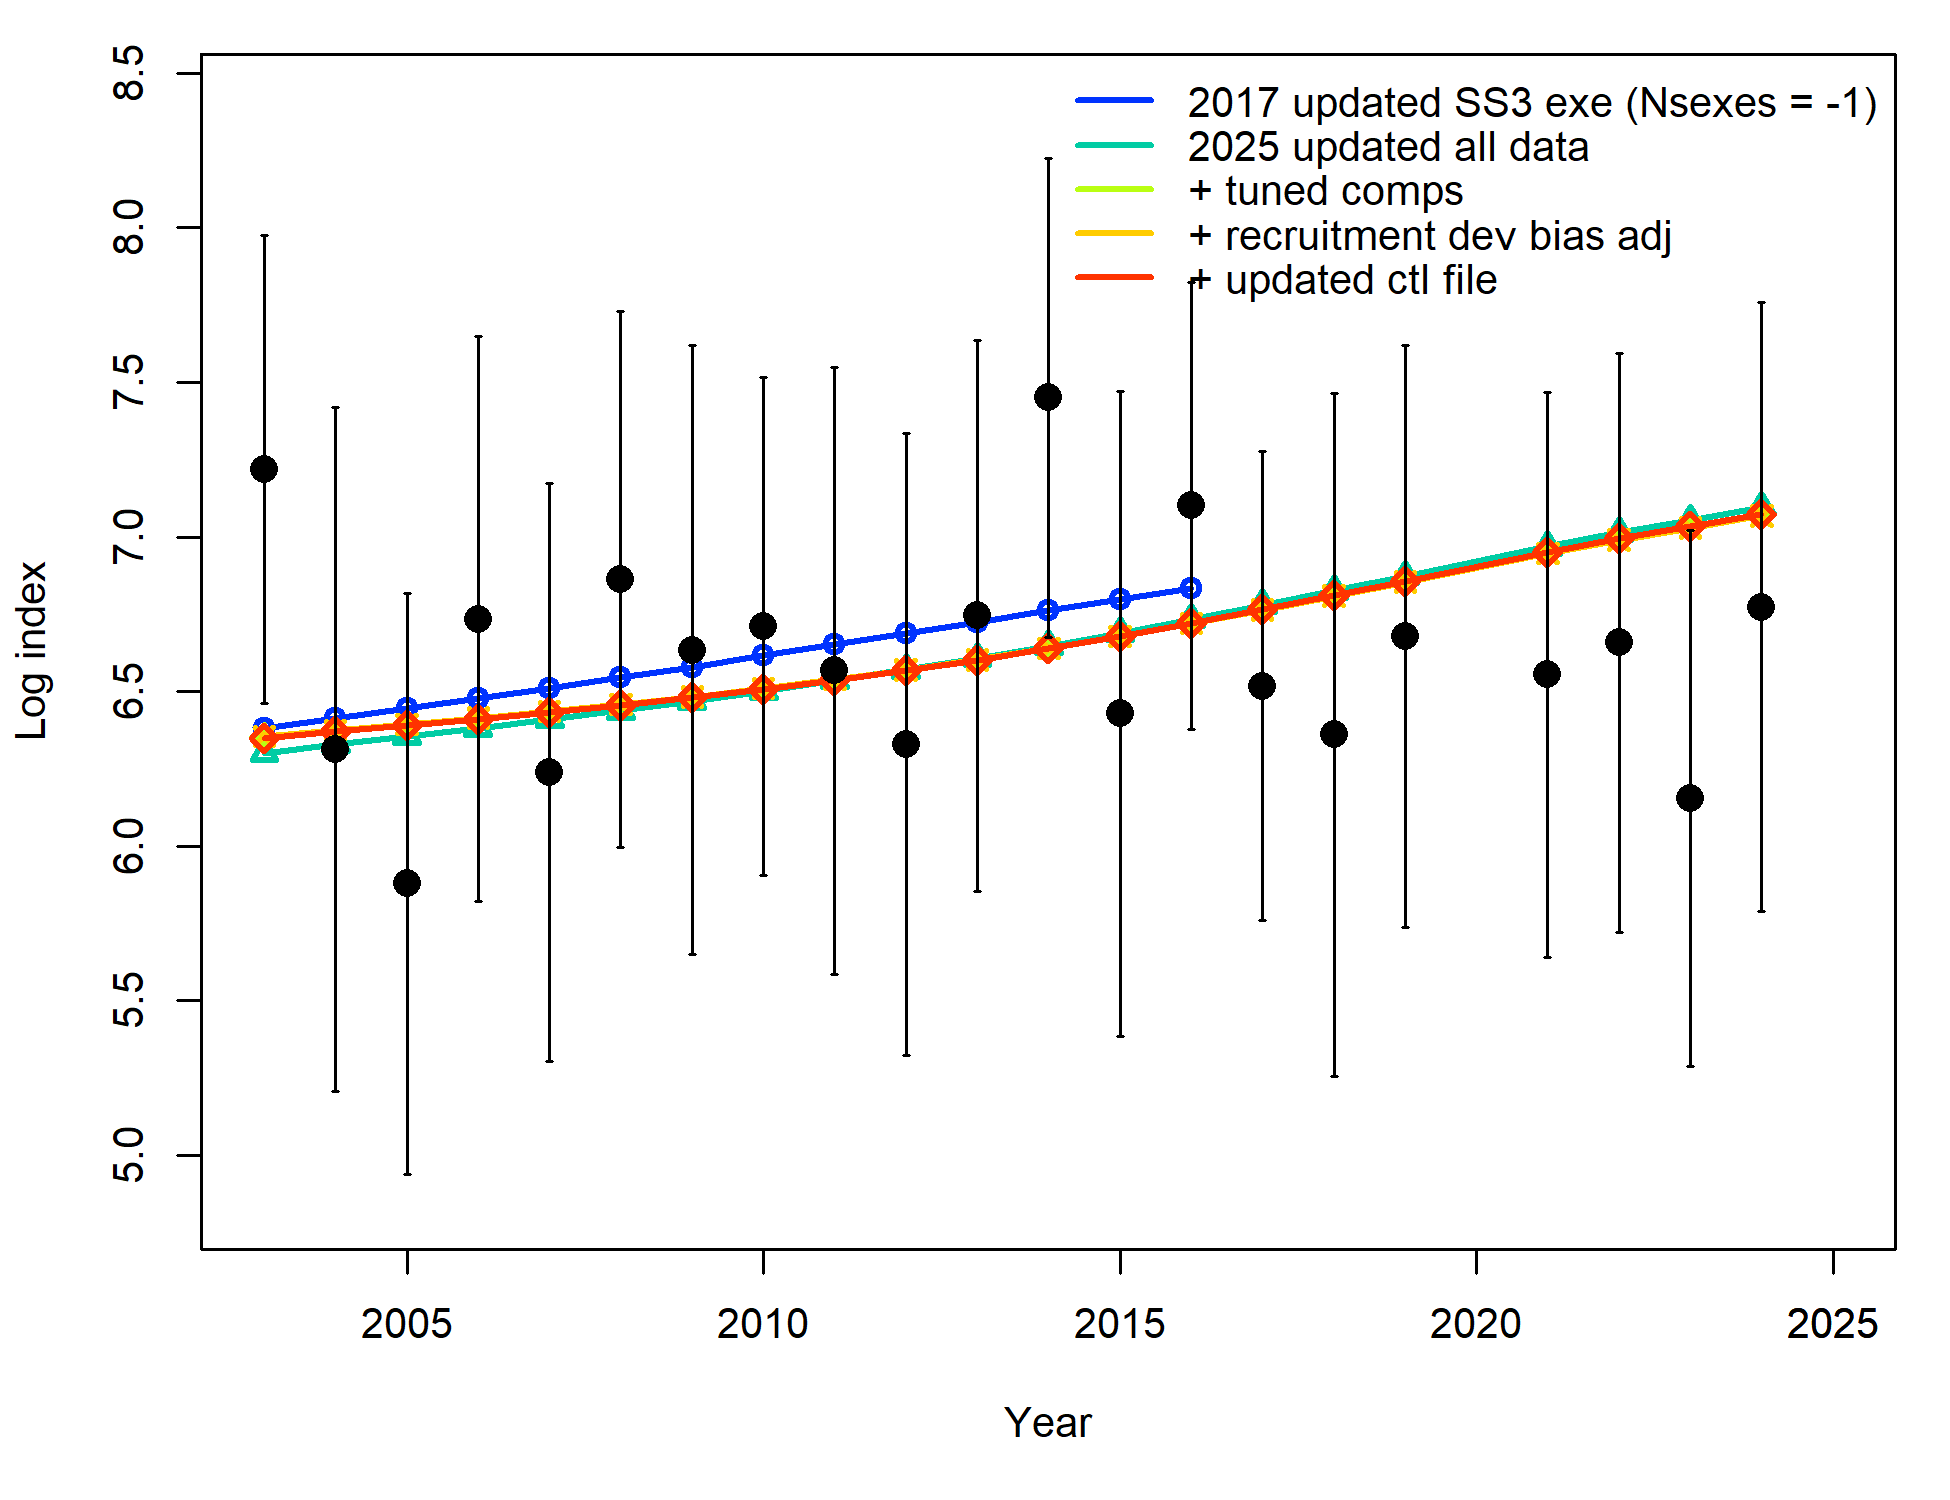 8.5
8.0
7.5
7.0
6.5
6.0
5.5
5.0
Log index
2017 updated SS3 exe (Nsexes = -1)
2025 updated all data
+ tuned comps
+ recruitment dev bias adj
+ updated ctl file
2005
2010
2015
2020
2025
Year